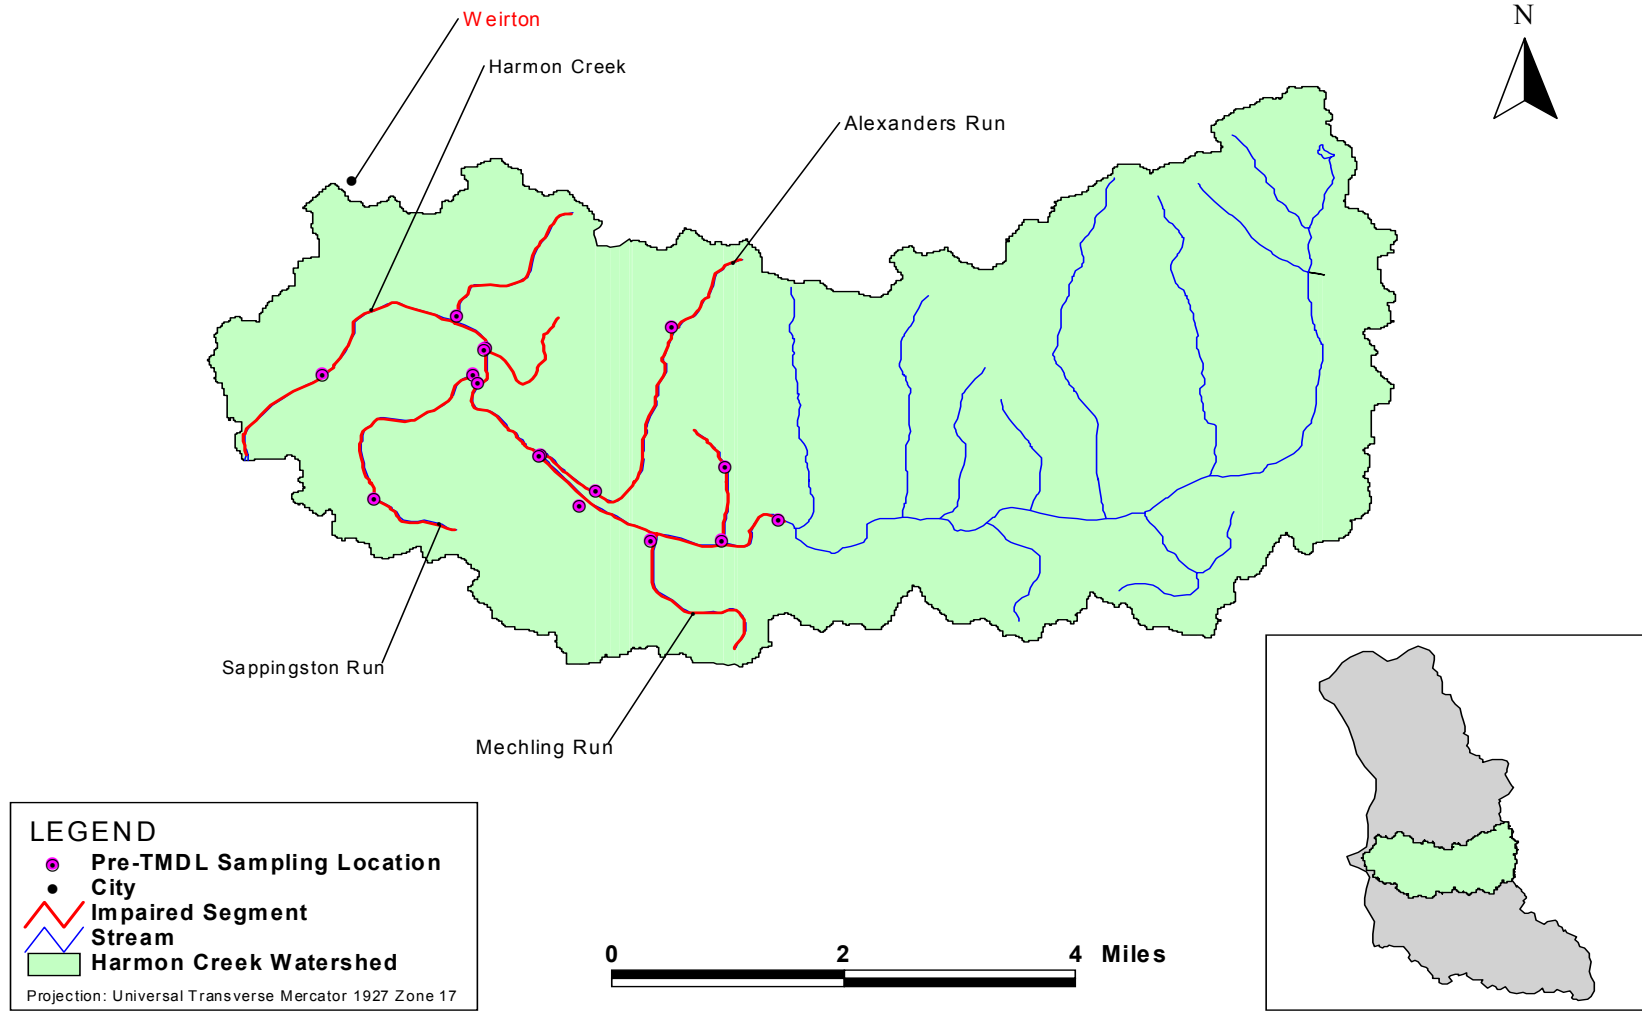 N
Weirton
Harmon Creek
Alexanders Run
Sappingston Run
Mechling Run
LEGEND
Pre-TMDL Sampling Location
City
Impaired Segment
Stream
Harmon Creek Watershed
Projection: Universal Transverse Mercator 1927 Zone 17
0 2 4 Miles